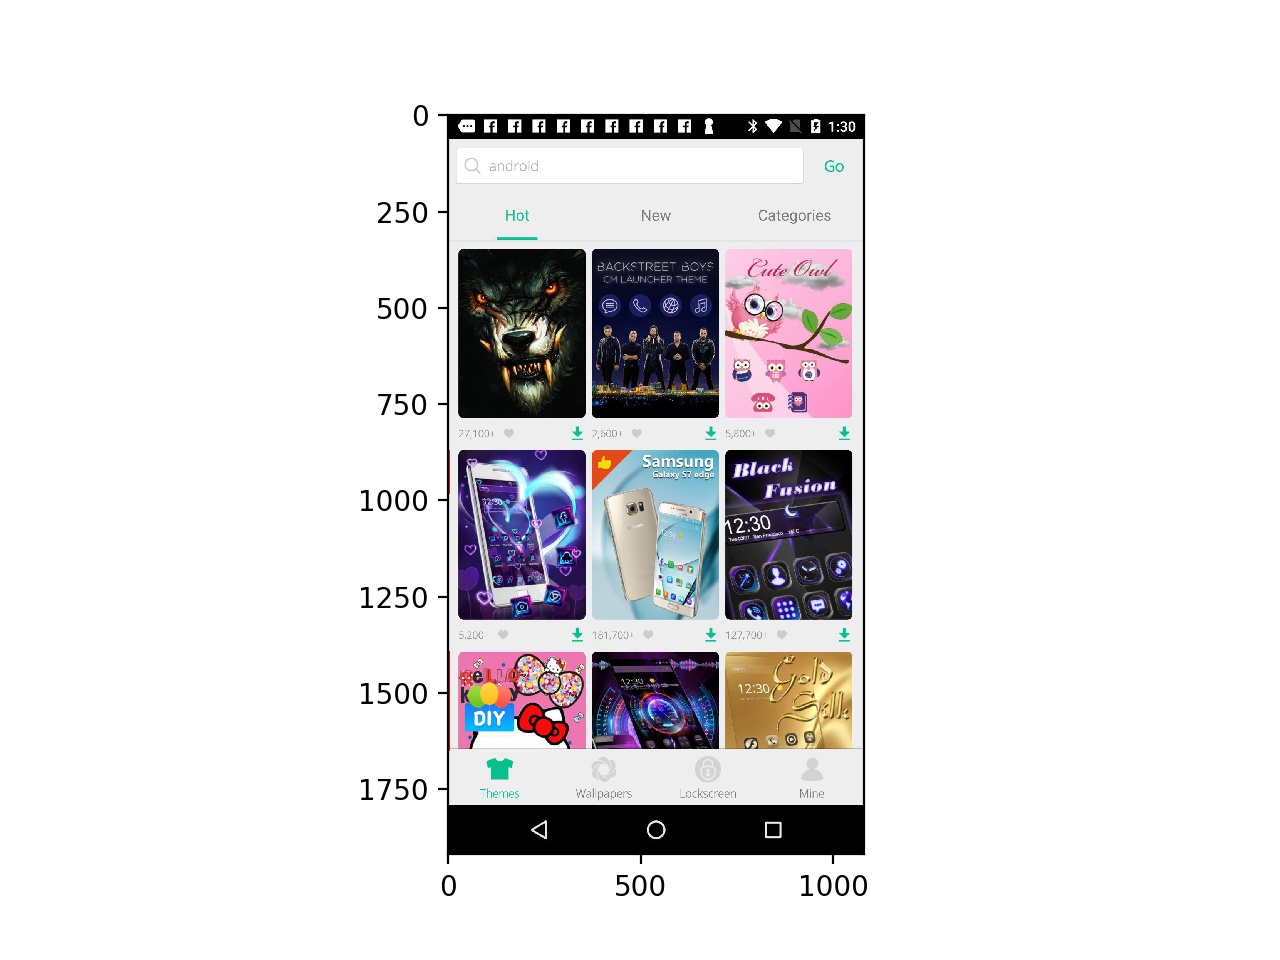 0
250
500
750
1000
1250
1500
1750
0
500
1000
1:30
android
Go
Hot
New
Categories
BACKSTREET BOYS
CM LAUNCHER THEME
Cute Owl
27,100+
2,600+
5,800+
12:30
Samsung
Galaxy S7 edge
Black
Fusion
12:30
5,200+
181,700+
127,700+
HELLO
DIY
12:30
12:30
Gold
Silk
Themes
Wallpapers
Lockscreen
Mine